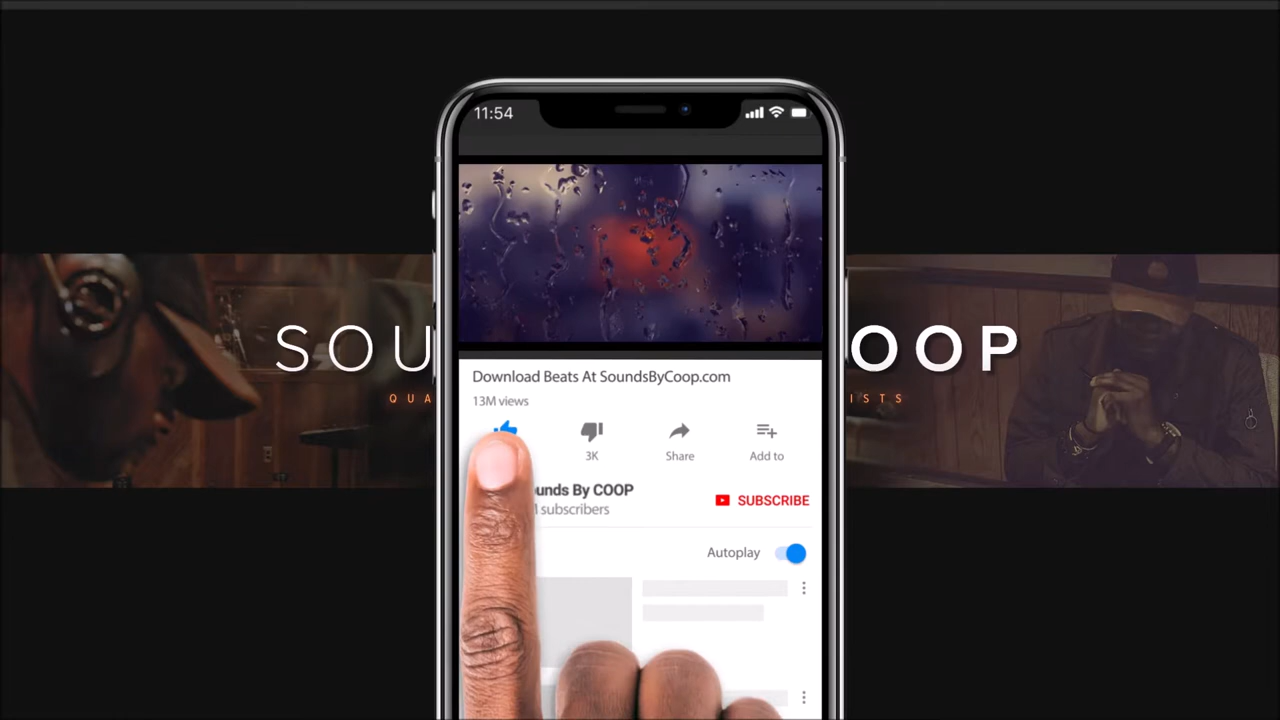 11:54
SOU OOP
QUA ISTS
Download Beats At SoundsByCoop.com
13M views
3K
Share
Add to
unds By COOP
SUBSCRIBE
subscribers
Autoplay